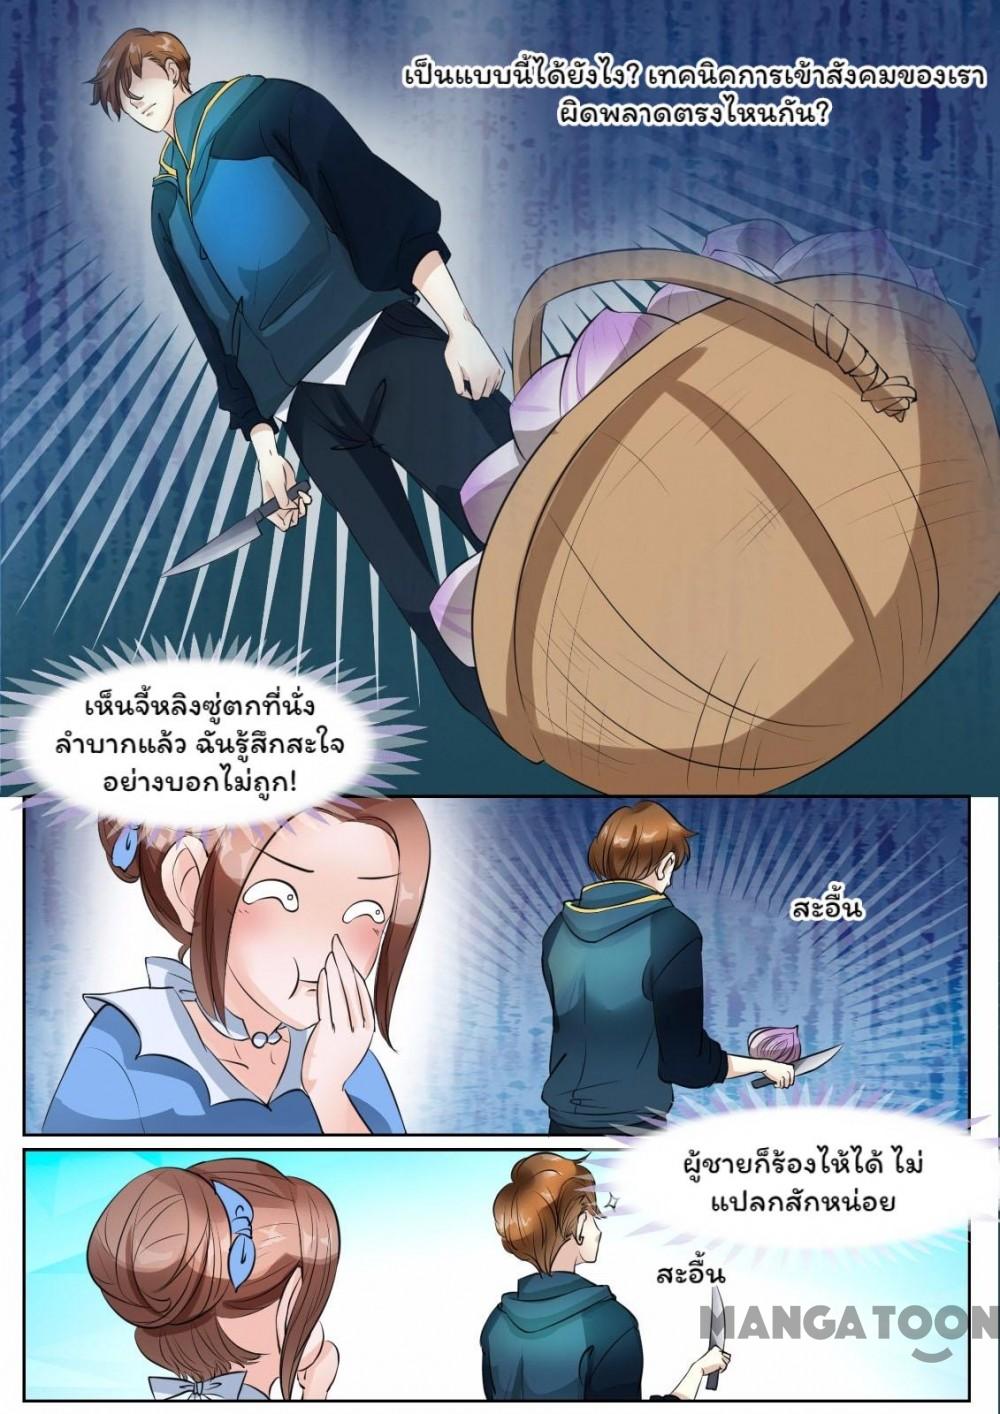 เป็นแบบนี้ได้ยังไง? เทคนิคการเข้าสังคมของเรา
ผิดพลาดตรงไหนกัน?
เห็นจี้หลิงซู่ตกที่นั่ง
ลำบากแล้ว ฉันรู้สึกสะใจ
อย่างบอกไม่ถูก!
สะอื้น
ผู้ชายก็ร้องไห้ได้ ไม่
แปลกสักหน่อย
สะอื้น
MANGATOON